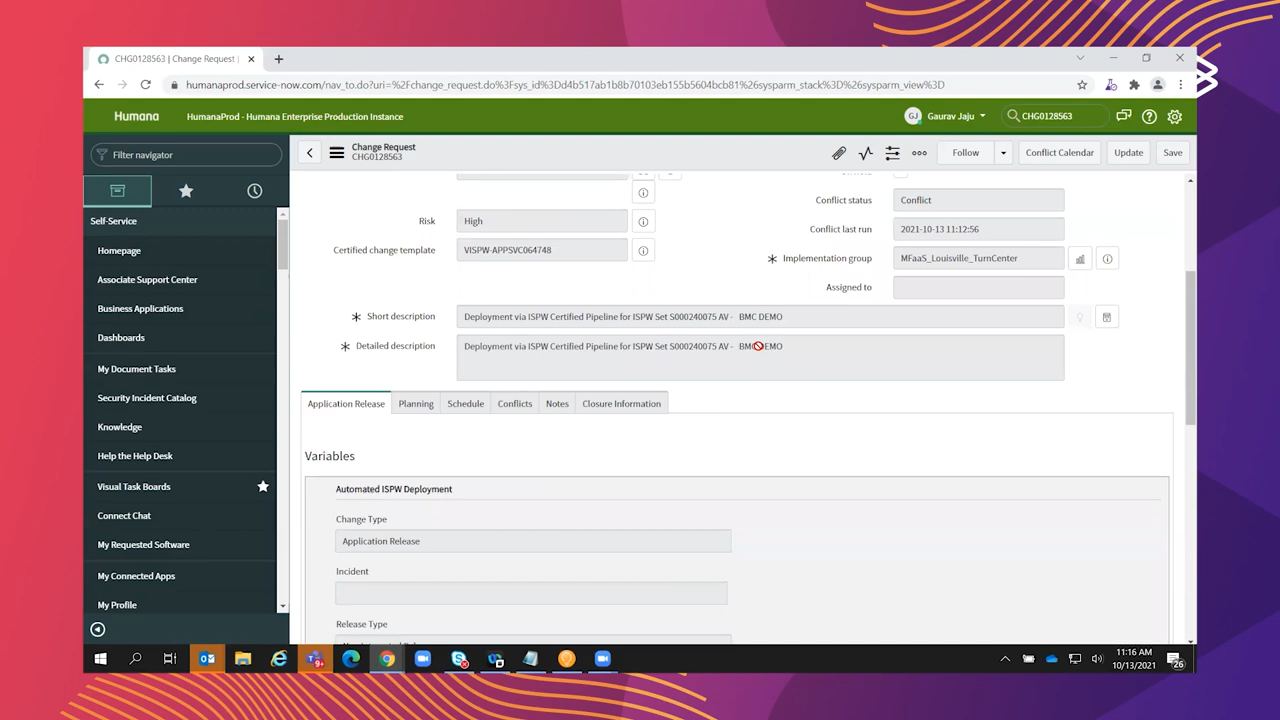 CHG0128563 | Change Request |
humanaprod.service-now.com/nav_to.do?uri=%2Fchange_request.do%3Fsys_id%3Dd4b517ab1b8b70103eb155b5604bcb81%26sysparm_stack%3D%26sysparm_view%3D
Humana
HumanaProd - Humana Enterprise Production Instance
GJ
Gaurav Jaju
CHG0128563
Filter navigator
Change Request
CHG0128563
Follow
Conflict Calendar
Update
Save
Self-Service
Homepage
Associate Support Center
Business Applications
Dashboards
My Document Tasks
Security Incident Catalog
Knowledge
Help the Help Desk
Visual Task Boards
Connect Chat
My Requested Software
My Connected Apps
My Profile
Risk
High
Certified change template
VISPW-APPSVC064748
Conflict status
Conflict
Conflict last run
2021-10-13 11:12:56
Implementation group
MFaaS_Louisville_TurnCenter
Assigned to
Short description
Deployment via ISPW Certified Pipeline for ISPW Set S000240075 AV - BMC DEMO
Detailed description
Deployment via ISPW Certified Pipeline for ISPW Set S000240075 AV - BMC DEMO
Application Release
Planning
Schedule
Conflicts
Notes
Closure Information
Variables
Automated ISPW Deployment
Change Type
Application Release
Incident
Release Type
11:16 AM
10/13/2021
26